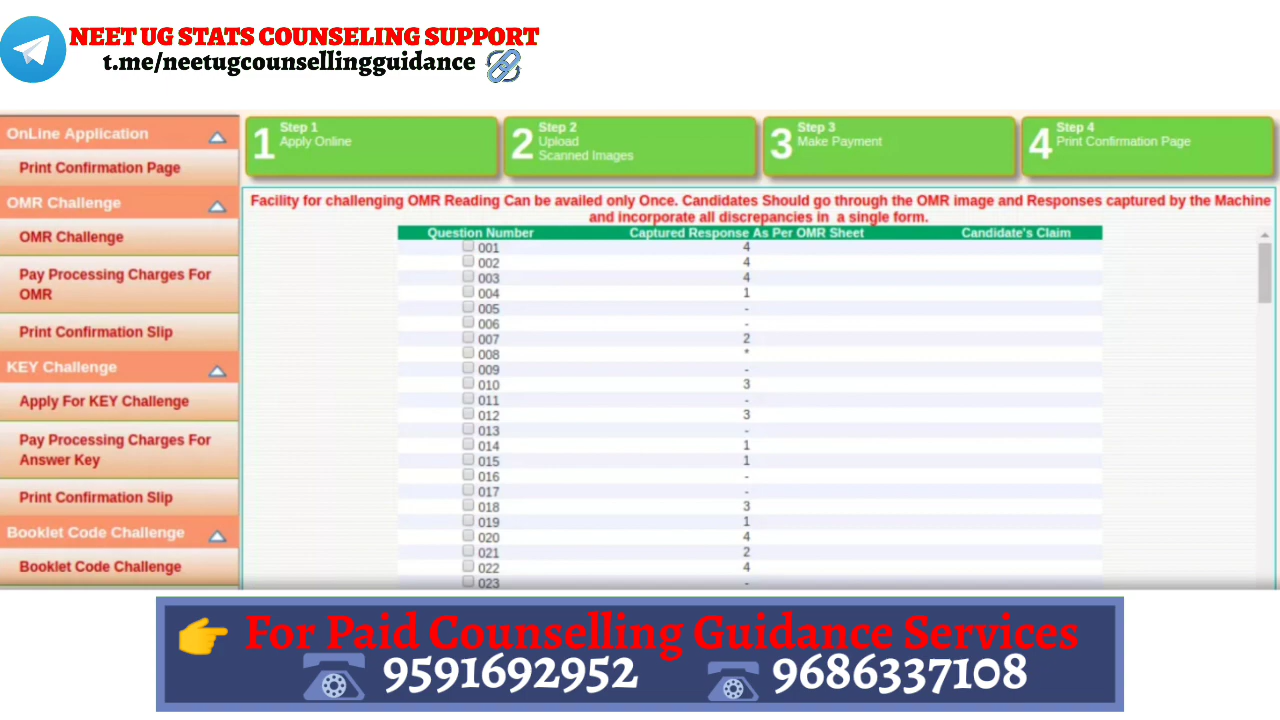 NEET UG STATS COUNSELING SUPPORT
t.me/neetugcounsellingguidance
OnLine Application
Print Confirmation Page
OMR Challenge
OMR Challenge
Pay Processing Charges For
OMR
Print Confirmation Slip
KEY Challenge
Apply For KEY Challenge
Pay Processing Charges For
Answer Key
Print Confirmation Slip
Booklet Code Challenge
Booklet Code Challenge
1 Step 1
Apply Online
2 Step 2
Upload
Scanned Images
3 Step 3
Make Payment
4 Step 4
Print Confirmation Page
Facility for challenging OMR Reading Can be availed only Once. Candidates Should go through the OMR image and Responses captured by the Machine
and incorporate all discrepancies in a single form.
Question Number Captured Response As Per OMR Sheet Candidate's Claim
001 4
002 4
003 4
004 1
005 -
006 -
007 2
008 *
009 -
010 3
011 -
012 3
013 -
014 1
015 1
016 -
017 -
018 3
019 1
020 4
021 2
022 4
023 -
For Paid Counselling Guidance Services
9591692952 9686337108